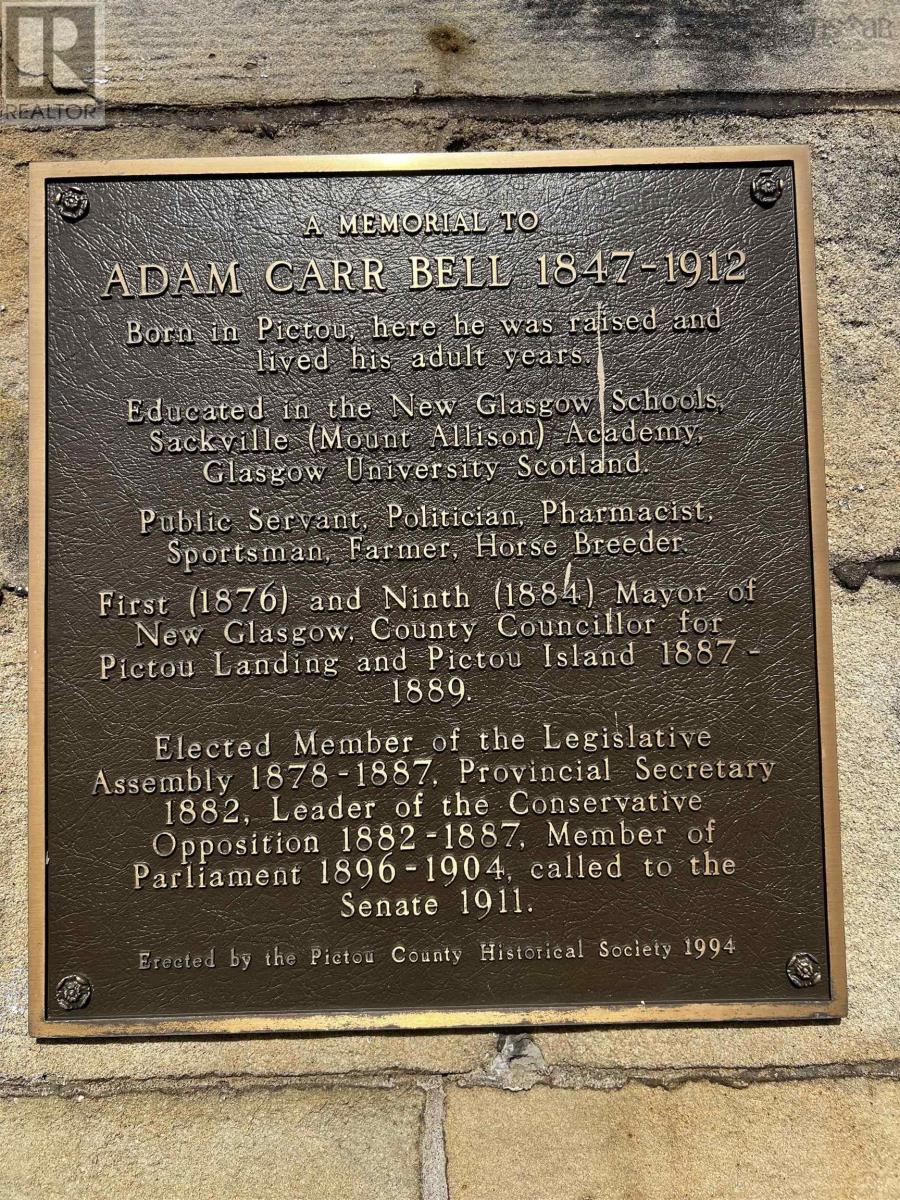 R
REALTOR
A MEMORIAL TO
ADAM CARR BELL 1847-1912
Born in Pictou, here he was raised and
lived his adult years.
Educated in the New Glasgow Schools,
Sackville (Mount Allison) Academy,
Glasgow University Scotland.
Public Servant, Politician, Pharmacist,
Sportsman, Farmer, Horse Breeder.
First (1876) and Ninth (1884) Mayor of
New Glasgow, County Councillor for
Pictou Landing and Pictou Island 1887-
1889.
Elected Member of the Legislative
Assembly 1878-1887, Provincial Secretary
1882, Leader of the Conservative
Opposition 1882-1887, Member of
Parliament 1896-1904, called to the
Senate 1911.
Erected by the Pictou County Historical Society 1994